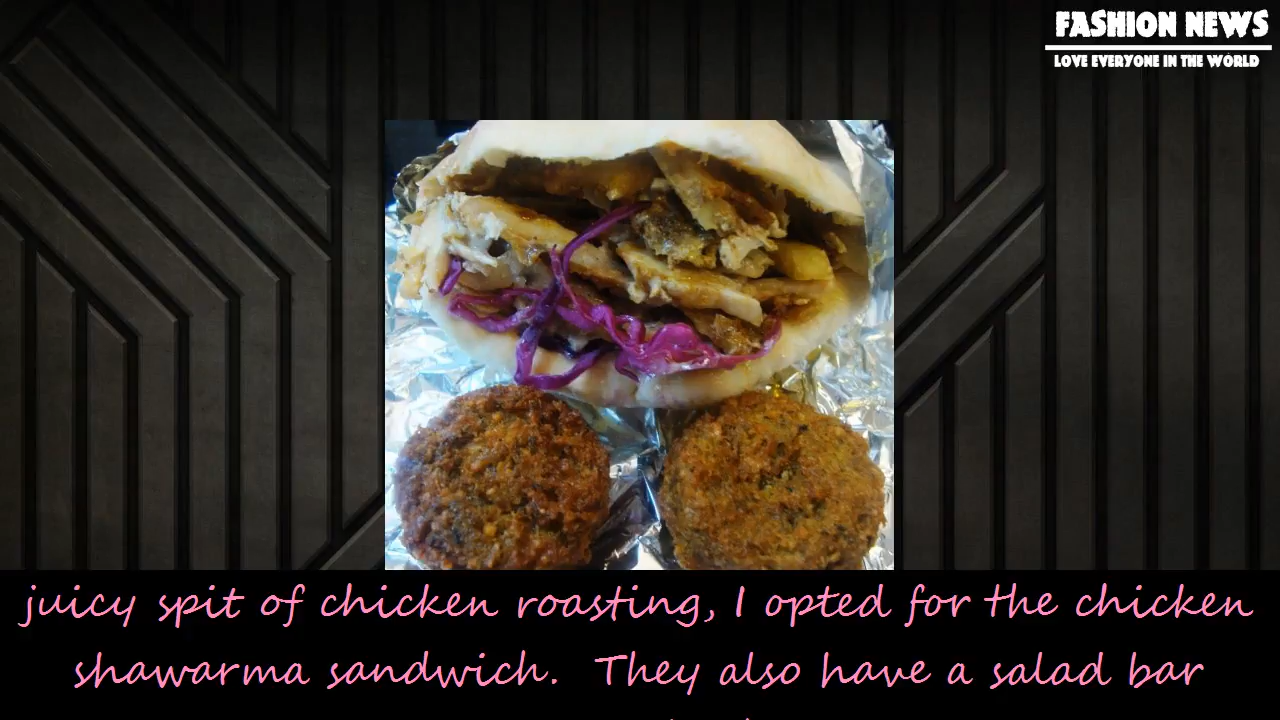 FASHION NEWS
LOVE EVERYONE IN THE WORLD
juicy spit of chicken roasting, I opted for the chicken
shawarma sandwich. They also have a salad bar